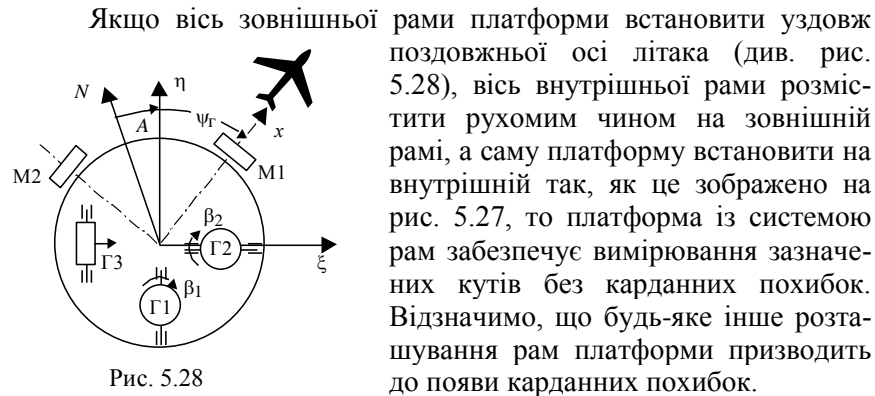 Якщо вісь зовнішньої рами платформи встановити уздовж
поздовжньої осі літака (див. рис.
5.28), вісь внутрішньої рами розміс-
тити рухомим чином на зовнішній
рамі, а саму платформу встановити на
внутрішній так, як це зображено на
рис. 5.27, то платформа із системою
рам забезпечує вимірювання зазначе-
них кутів без карданних похибок.
Відзначимо, що будь-яке інше розта-
шування рам платформи призводить
до появи карданних похибок.
N
η
A
ψГ
x
М2
М1
β2
Г2
Г3
ξ
β1
Г1
Рис. 5.28